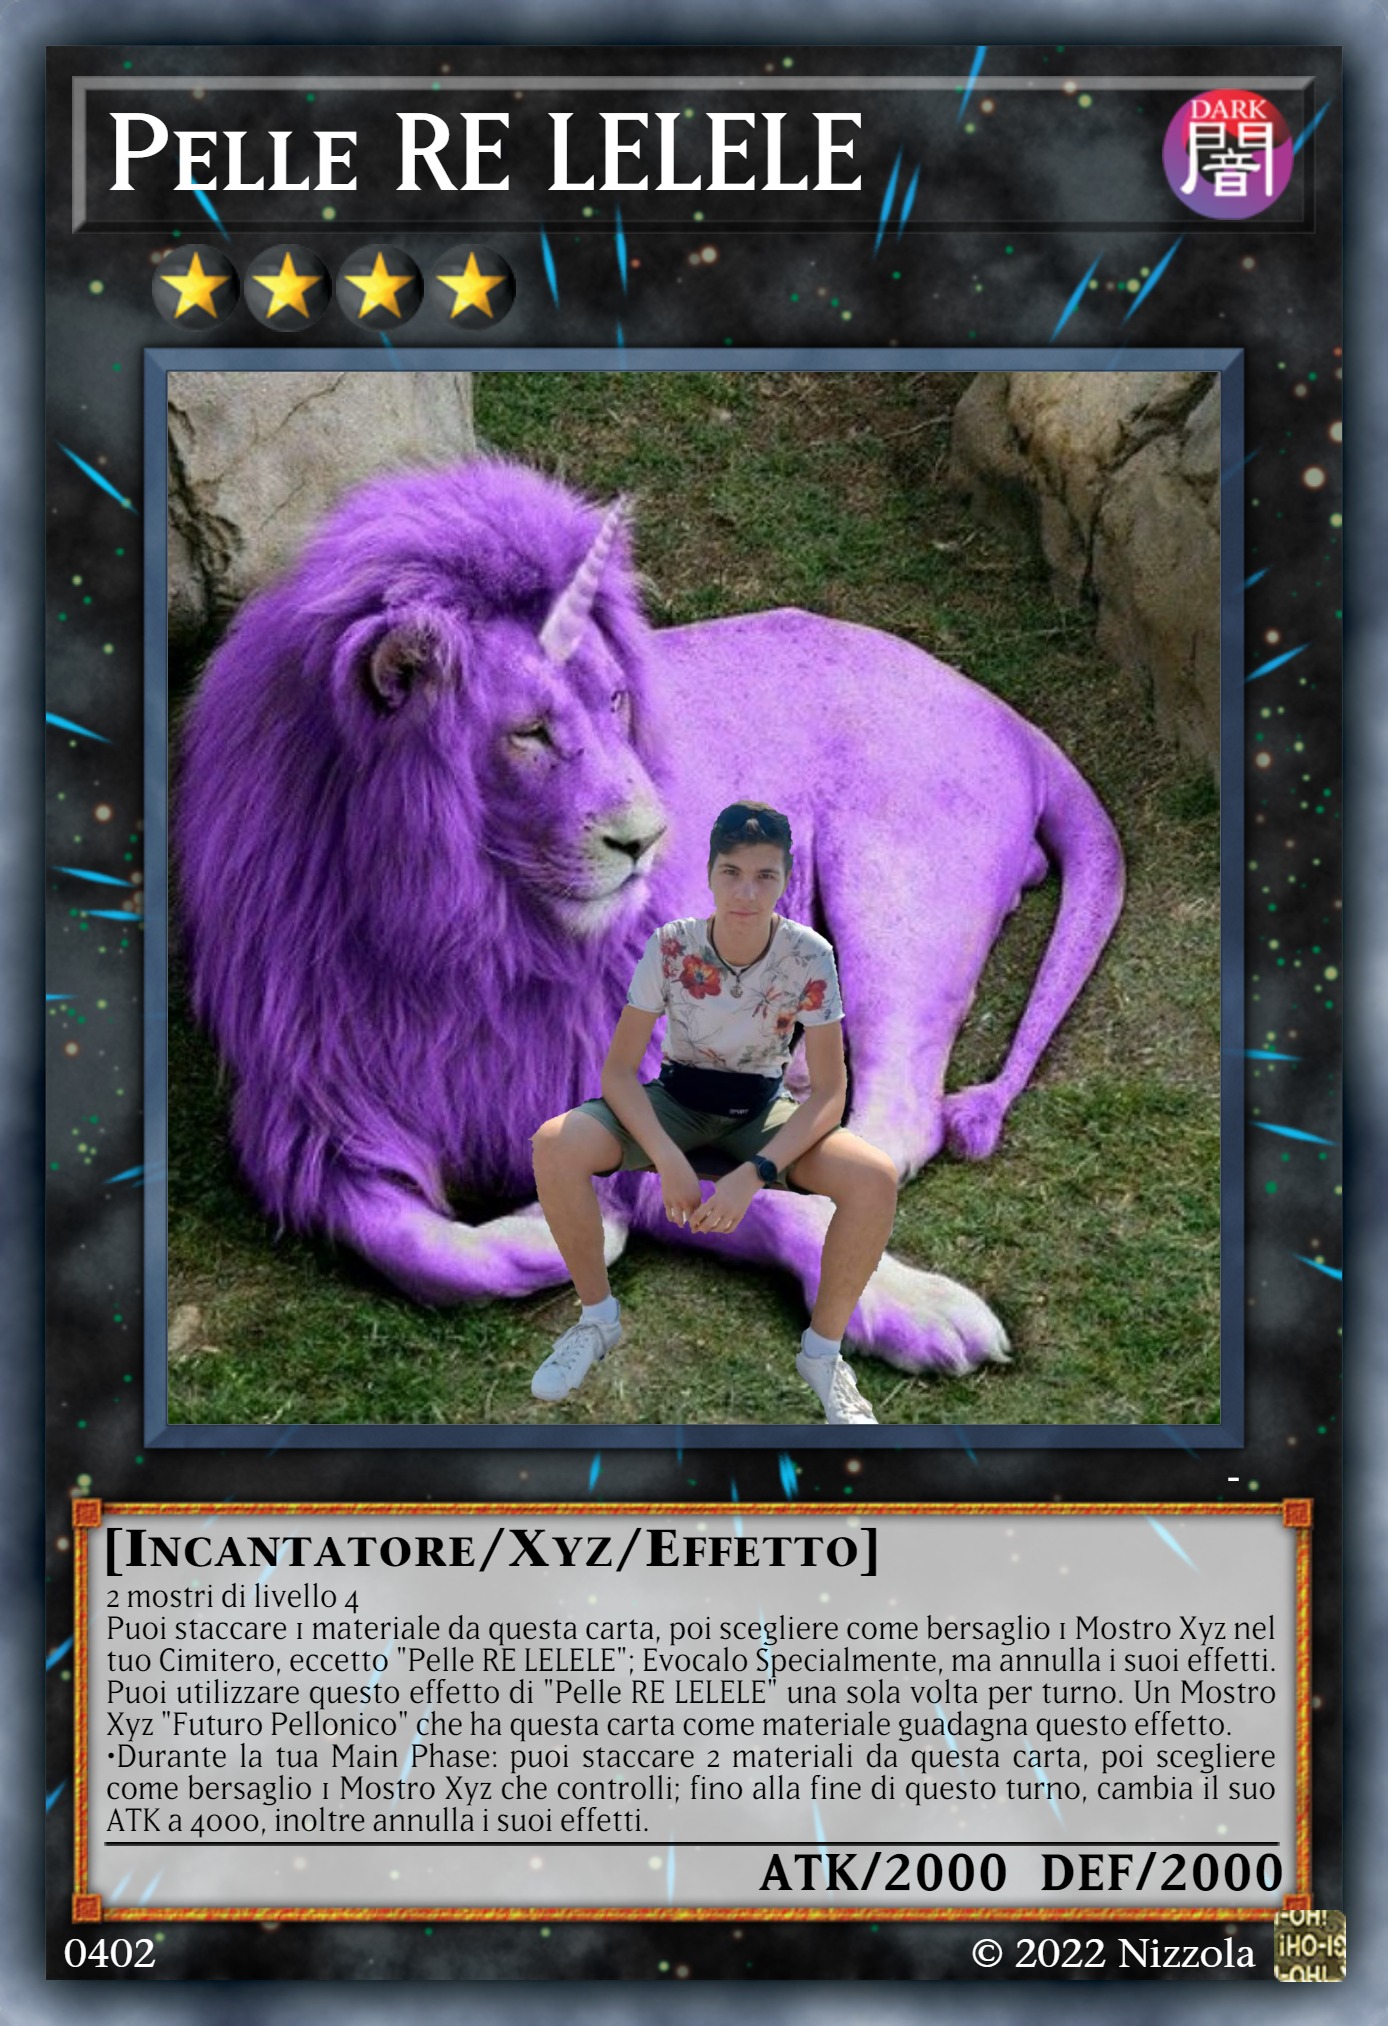 Pelle RE LELELE
DARK
闇
[Incantatore/Xyz/Effetto]
2 mostri di livello 4
Puoi staccare 1 materiale da questa carta, poi scegliere come bersaglio 1 Mostro Xyz nel
tuo Cimitero, eccetto "Pelle RE LELELE"; Evocalo Specialmente, ma annulla i suoi effetti.
Puoi utilizzare questo effetto di "Pelle RE LELELE" una sola volta per turno. Un Mostro
Xyz "Futuro Pellonico" che ha questa carta come materiale guadagna questo effetto.
•Durante la tua Main Phase: puoi staccare 2 materiali da questa carta, poi scegliere
come bersaglio 1 Mostro Xyz che controlli; fino alla fine di questo turno, cambia il suo
ATK a 4000, inoltre annulla i suoi effetti.
ATK/2000 DEF/2000
0402
© 2022 Nizzola